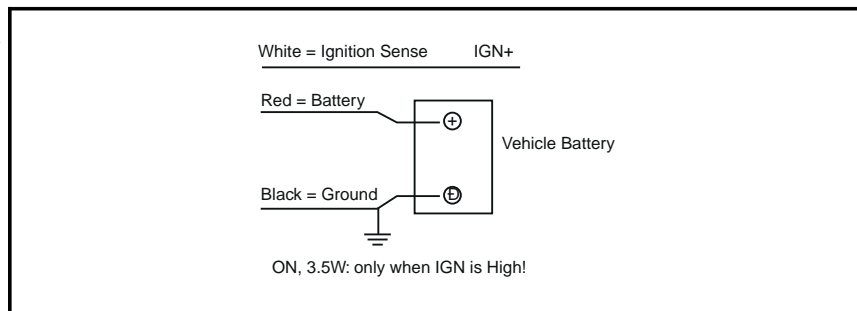 White = Ignition Sense IGN+
Red = Battery
+
Vehicle Battery
Black = Ground
ON, 3.5W: only when IGN is High!